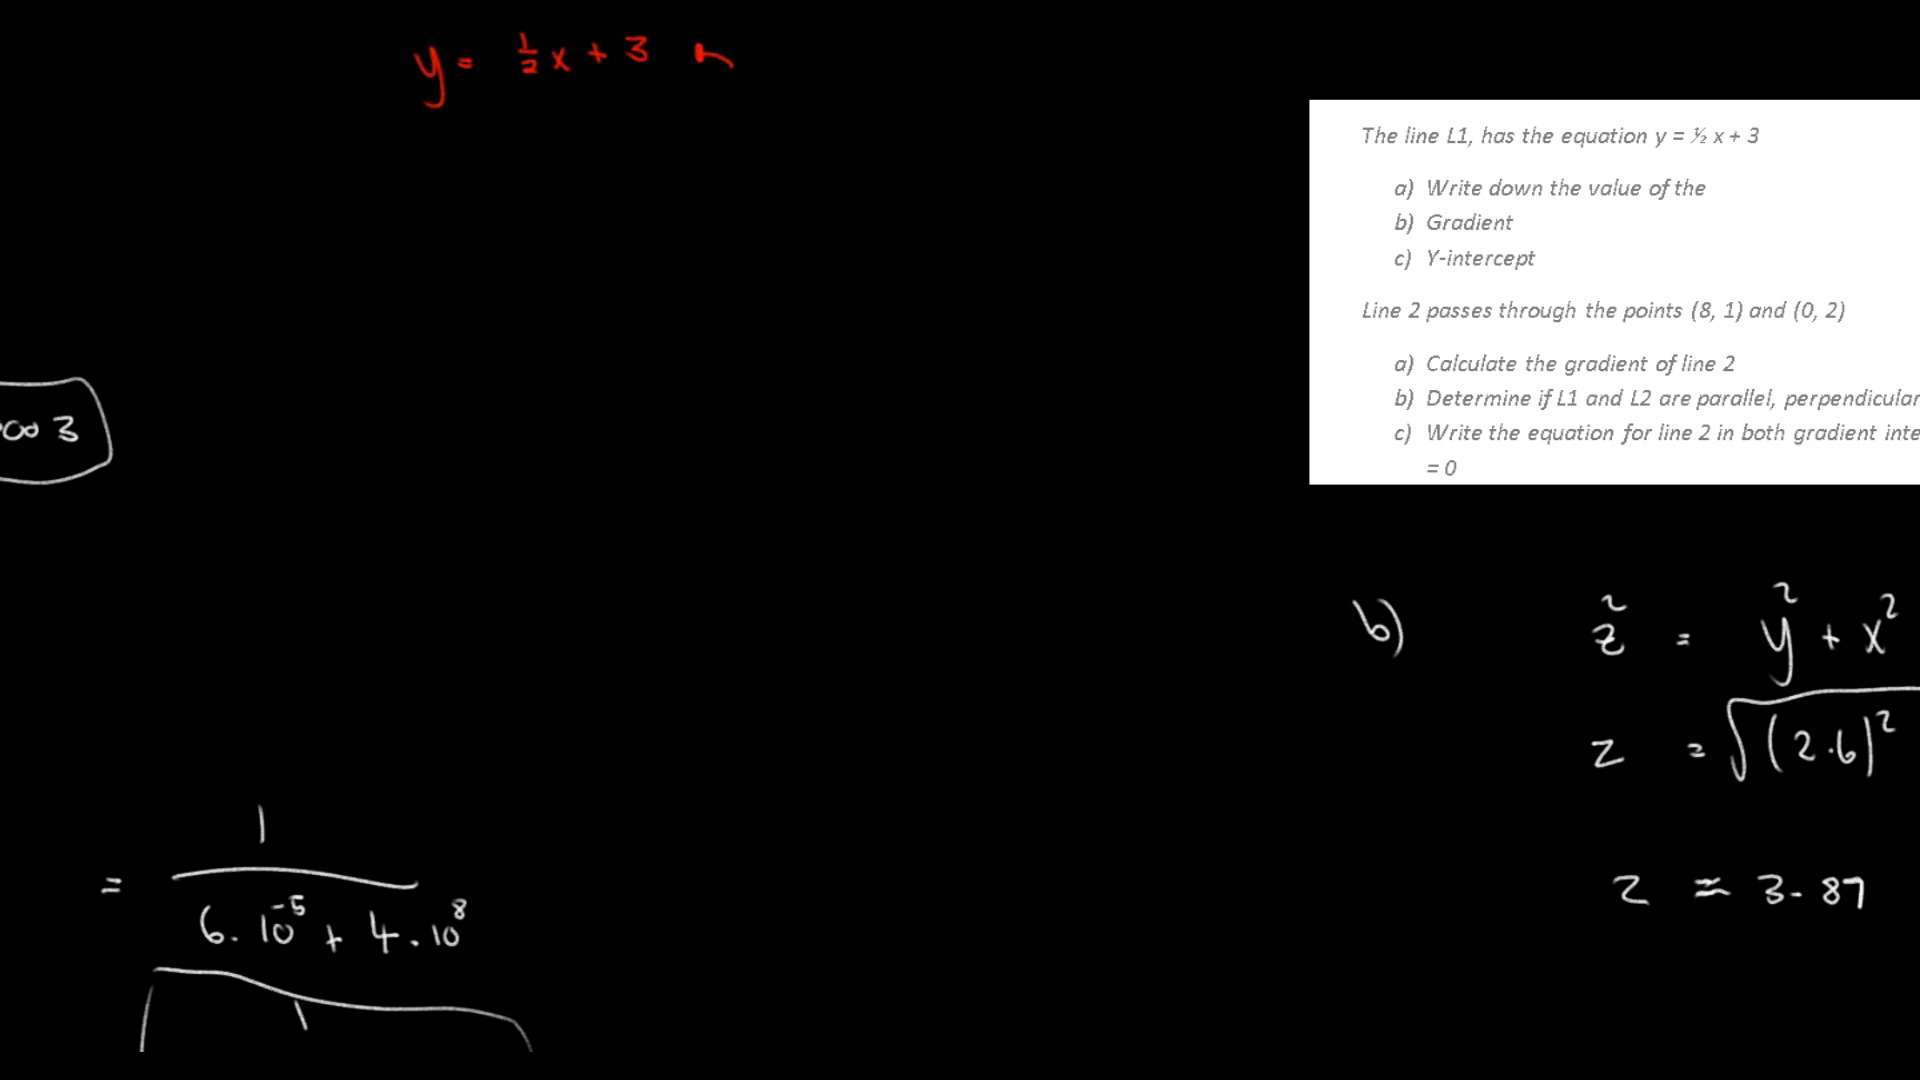 y = 1/2 x + 3
The line L1, has the equation y = ½ x + 3
a) Write down the value of the
b) Gradient
c) Y-intercept
Line 2 passes through the points (8, 1) and (0, 2)
a) Calculate the gradient of line 2
b) Determine if L1 and L2 are parallel, perpendicular
c) Write the equation for line 2 in both gradient inte
= 0
3
b) z² = y² + x²
z = √(2.6)²
z ≈ 3.87
= 1
6.10⁻⁵ + 4.10⁸